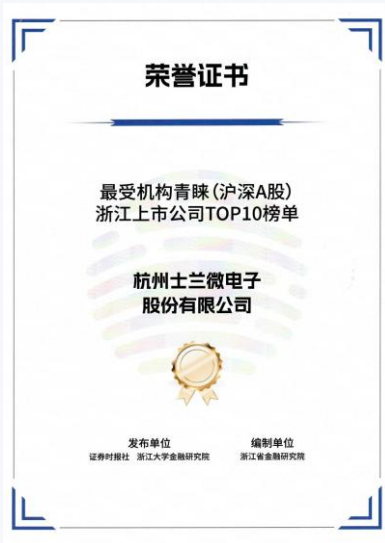 荣誉证书
最受机构青睐（沪深A股）
浙江上市公司TOP10榜单
杭州士兰微电子
股份有限公司
发布单位
证券时报社 浙江大学金融研究院
编制单位
浙江省金融研究院